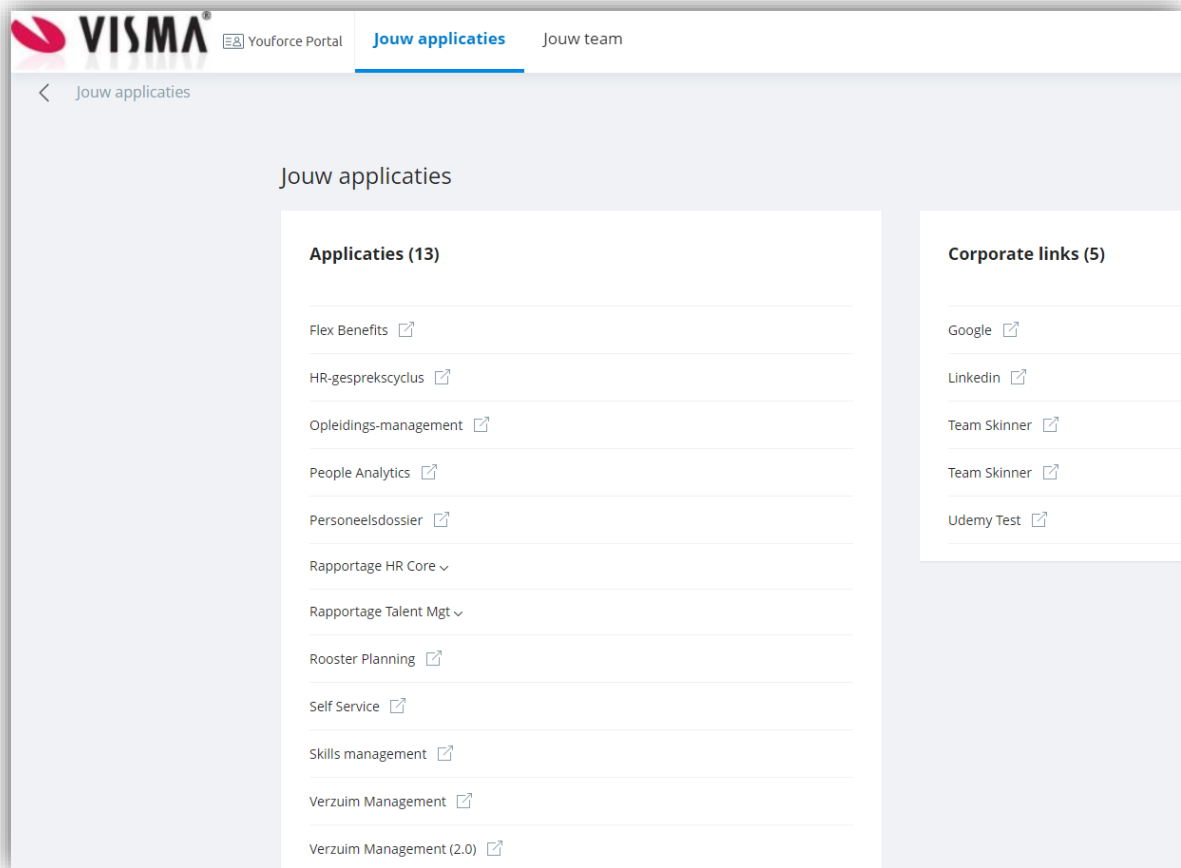 VISMA® Youforce Portal Jouw applicaties Jouw team
Jouw applicaties
Jouw applicaties
Applicaties (13)
Flex Benefits
HR-gesprekscyclus
Opleidings-management
People Analytics
Personeelsdossier
Rapportage HR Core
Rapportage Talent Mgt
Rooster Planning
Self Service
Skills management
Verzuim Management
Verzuim Management (2.0)
Corporate links (5)
Google
Linkedin
Team Skinner
Team Skinner
Udemy Test